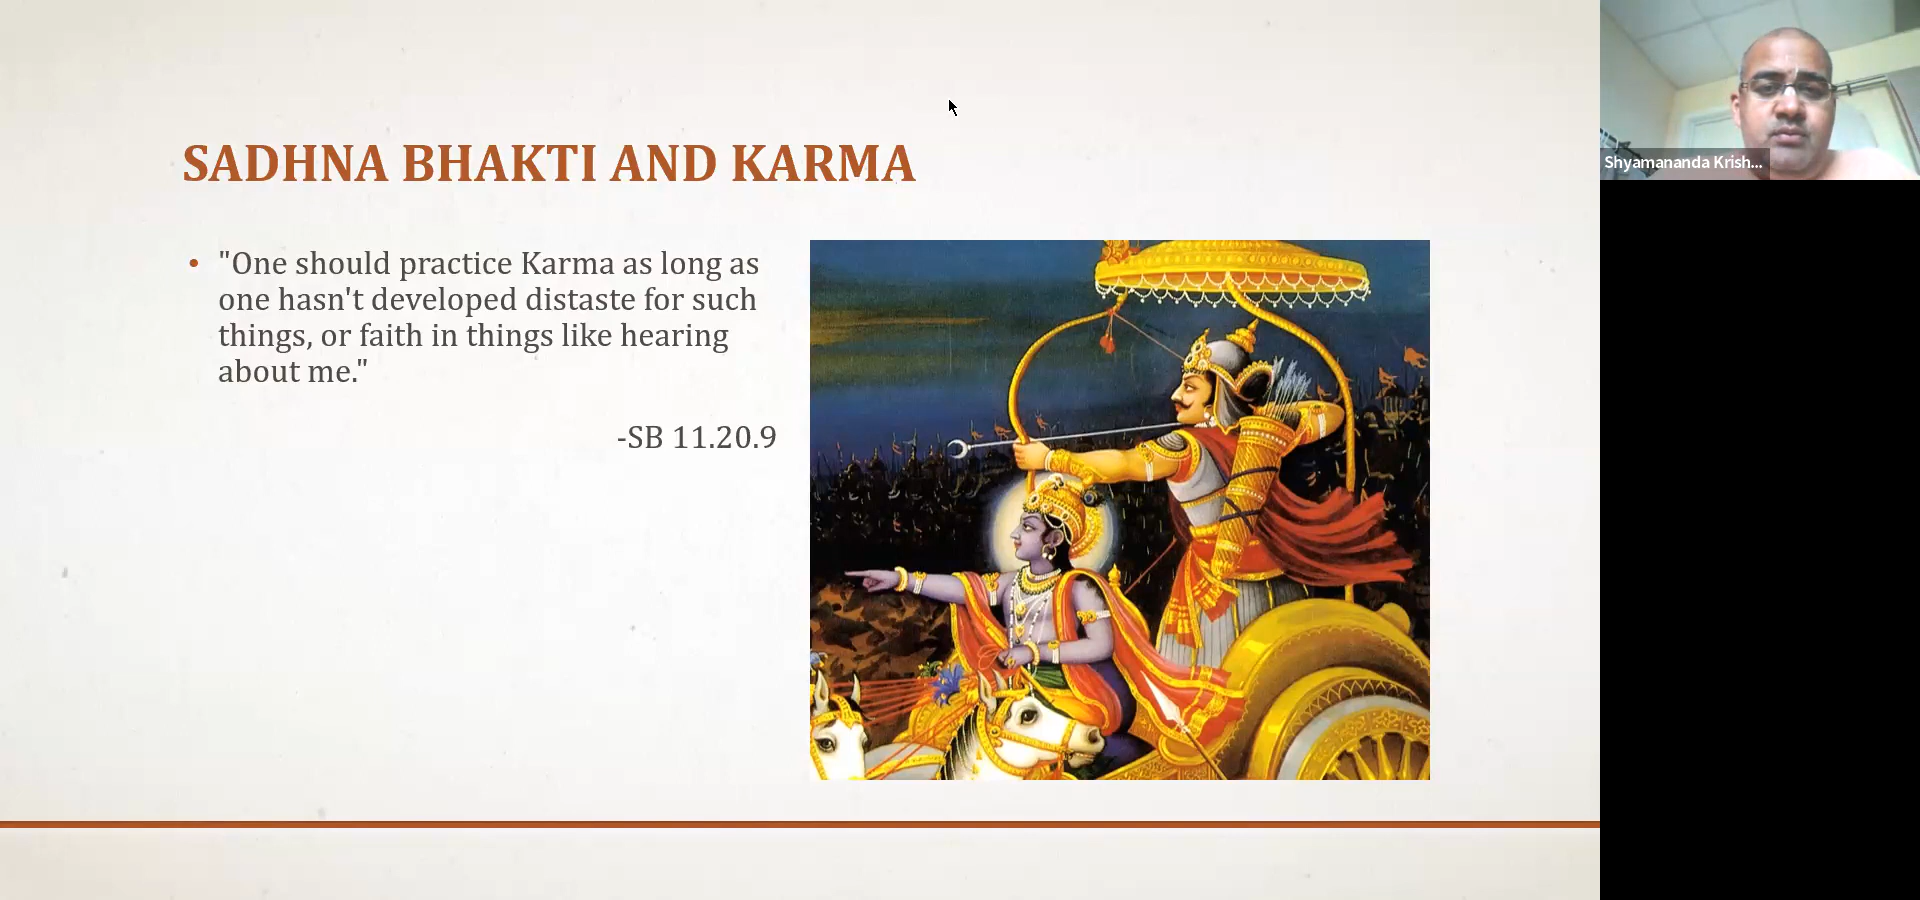 SADHNA BHAKTI AND KARMA
• "One should practice Karma as long as
one hasn't developed distaste for such
things, or faith in things like hearing
about me."
-SB 11.20.9
Shyamananda Krish...